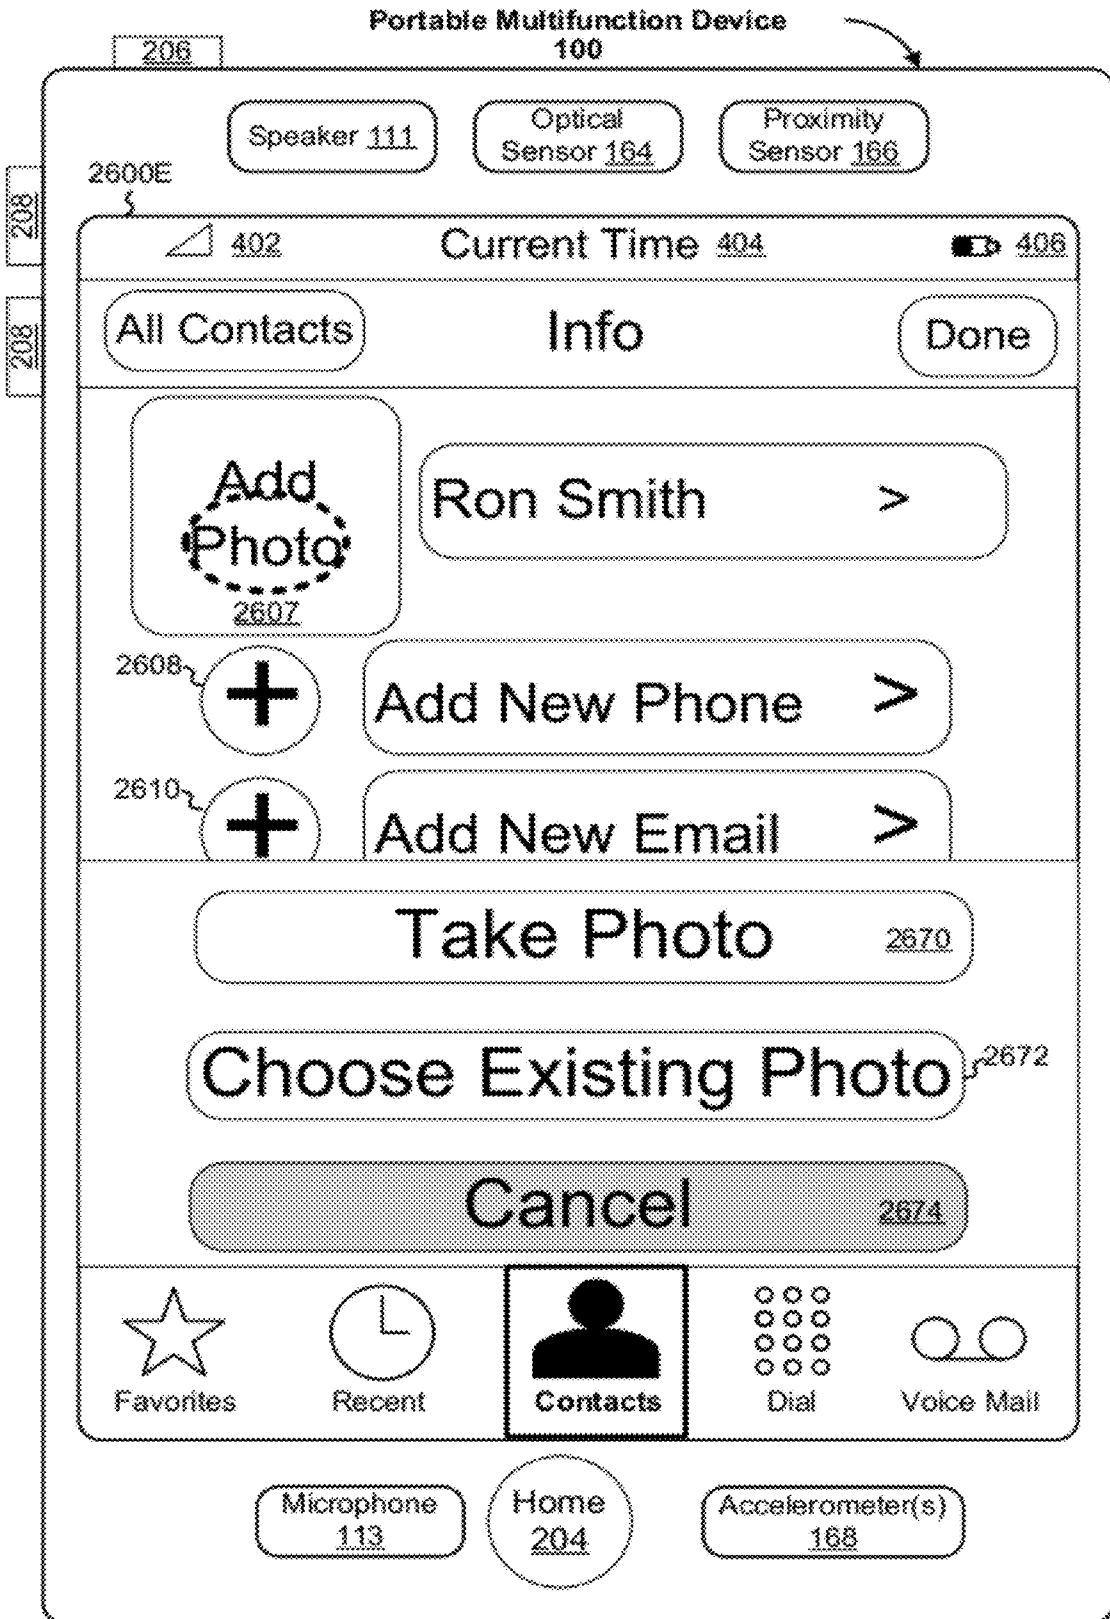 Portable Multifunction Device
100
206
Speaker 111
Optical
Sensor 164
Proximity
Sensor 166
2600E
208
402
Current Time 404
406
208
All Contacts
Info
Done
Add
Photo
2607
Ron Smith >
2608
+
Add New Phone >
2610
+
Add New Email >
Take Photo 2670
Choose Existing Photo
2672
Cancel 2674
Favorites
Recent
Contacts
Dial
Voice Mail
Microphone
113
Home
204
Accelerometer(s)
168